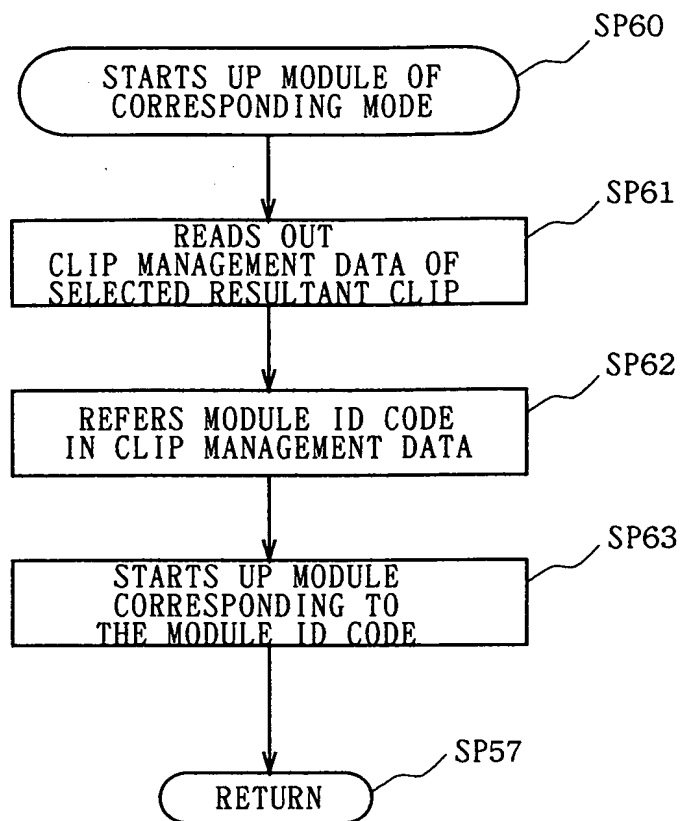 SP60
STARTS UP MODULE OF
CORRESPONDING MODE
SP61
READS OUT
CLIP MANAGEMENT DATA OF
SELECTED RESULTANT CLIP
SP62
REFERS MODULE ID CODE
IN CLIP MANAGEMENT DATA
SP63
STARTS UP MODULE
CORRESPONDING TO
THE MODULE ID CODE
SP57
RETURN